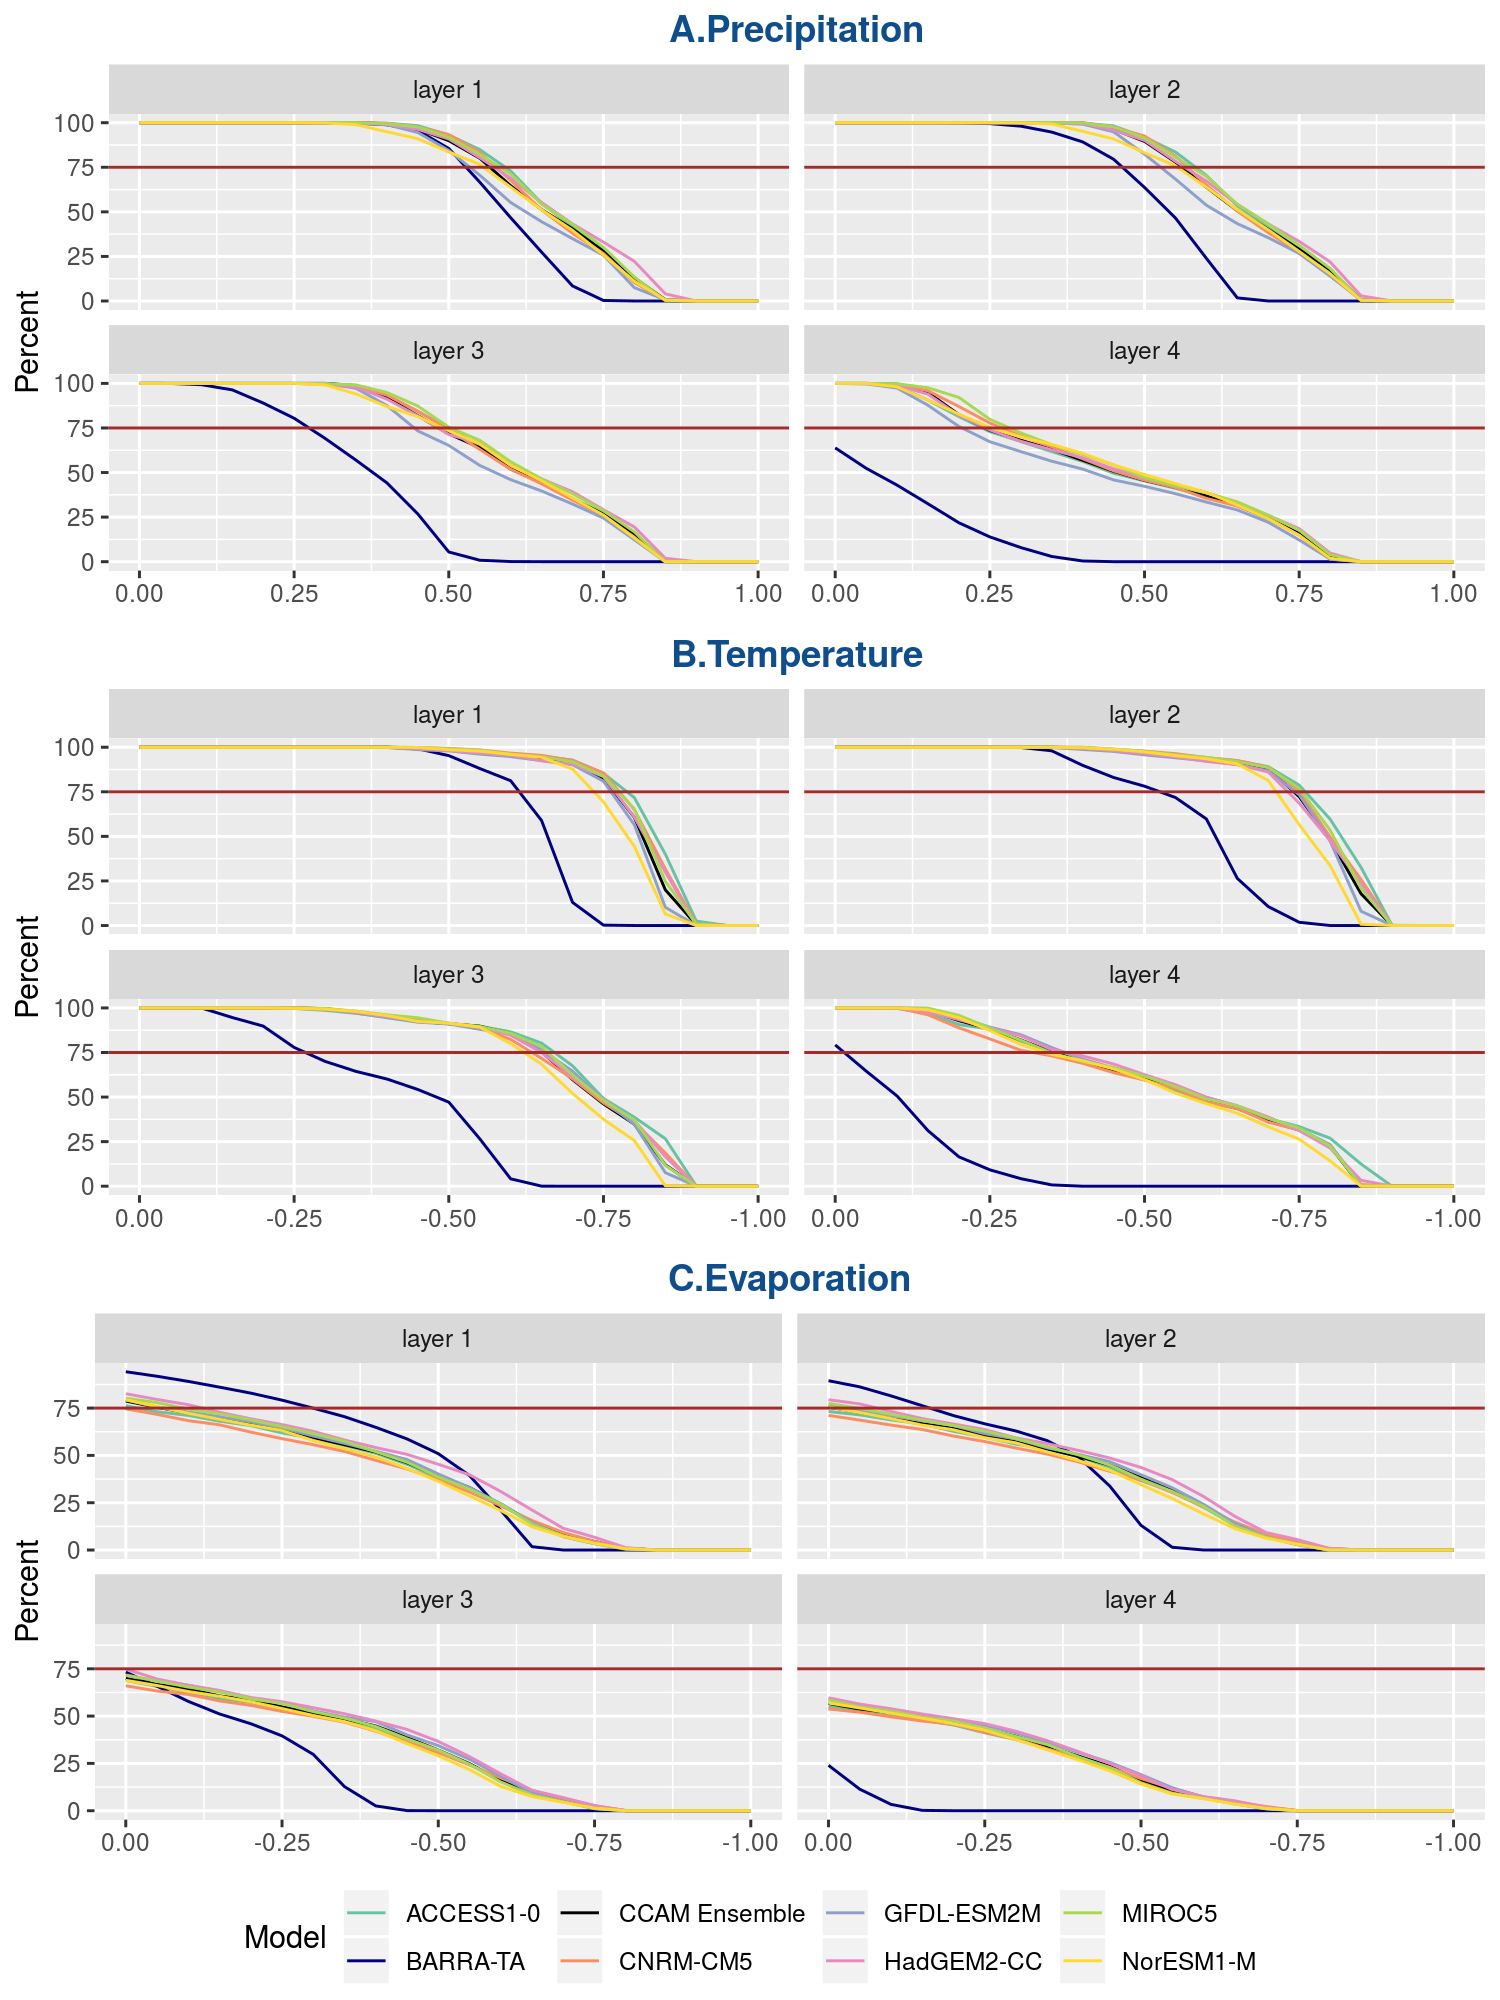 A.Precipitation
layer 1
layer 2
100
75
50
25
0
layer 3
layer 4
100
75
50
25
0
Percent
0.00 0.25 0.50 0.75 1.00
0.00 0.25 0.50 0.75 1.00
B.Temperature
layer 1
layer 2
100
75
50
25
0
layer 3
layer 4
100
75
50
25
0
Percent
0.00 -0.25 -0.50 -0.75 -1.00
0.00 -0.25 -0.50 -0.75 -1.00
C.Evaporation
layer 1
layer 2
75
50
25
0
layer 3
layer 4
75
50
25
0
Percent
0.00 -0.25 -0.50 -0.75 -1.00
0.00 -0.25 -0.50 -0.75 -1.00
Model
ACCESS1-0 CCAM Ensemble GFDL-ESM2M MIROC5
BARRA-TA CNRM-CM5 HadGEM2-CC NorESM1-M